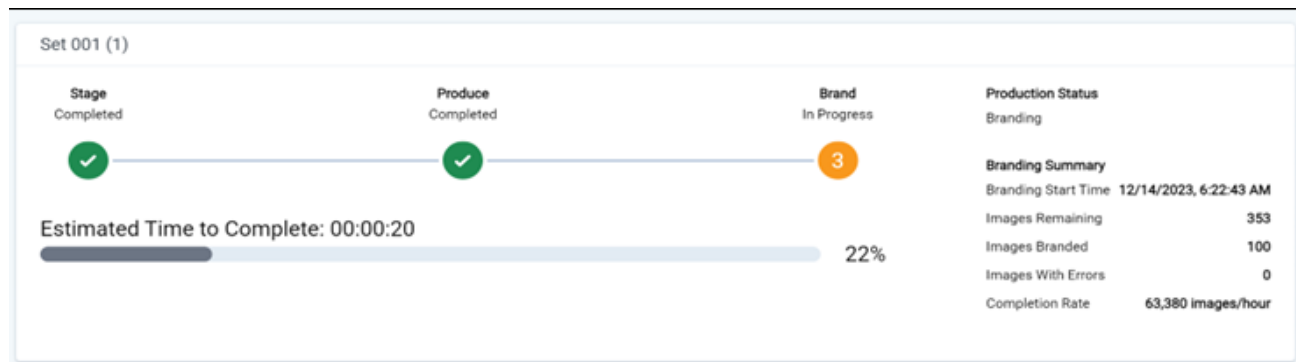 Set 001 (1)
Stage
Completed
Produce
Completed
Brand
In Progress
3
Estimated Time to Complete: 00:00:20
22%
Production Status
Branding
Branding Summary
Branding Start Time 12/14/2023, 6:22:43 AM
Images Remaining 353
Images Branded 100
Images With Errors 0
Completion Rate 63,380 images/hour